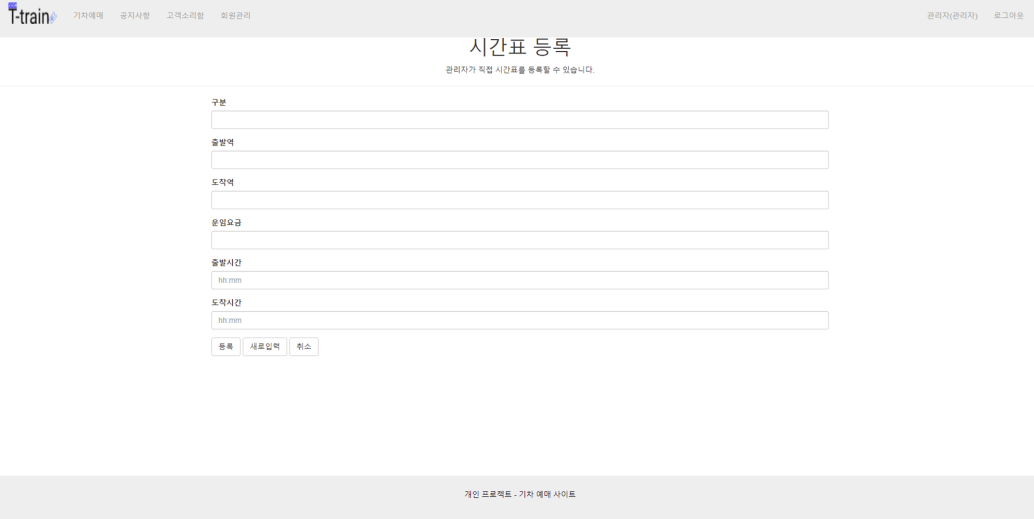 T-train 기차예매 공지사항 고객소리함 회원관리 관리자(관리자) 로그아웃
시간표 등록
관리자가 직접 시간표를 등록할 수 있습니다.
구분
출발역
도착역
운임요금
출발시간
hh:mm
도착시간
hh:mm
등록 새로입력 취소
개인 프로젝트 - 기차 예매 사이트